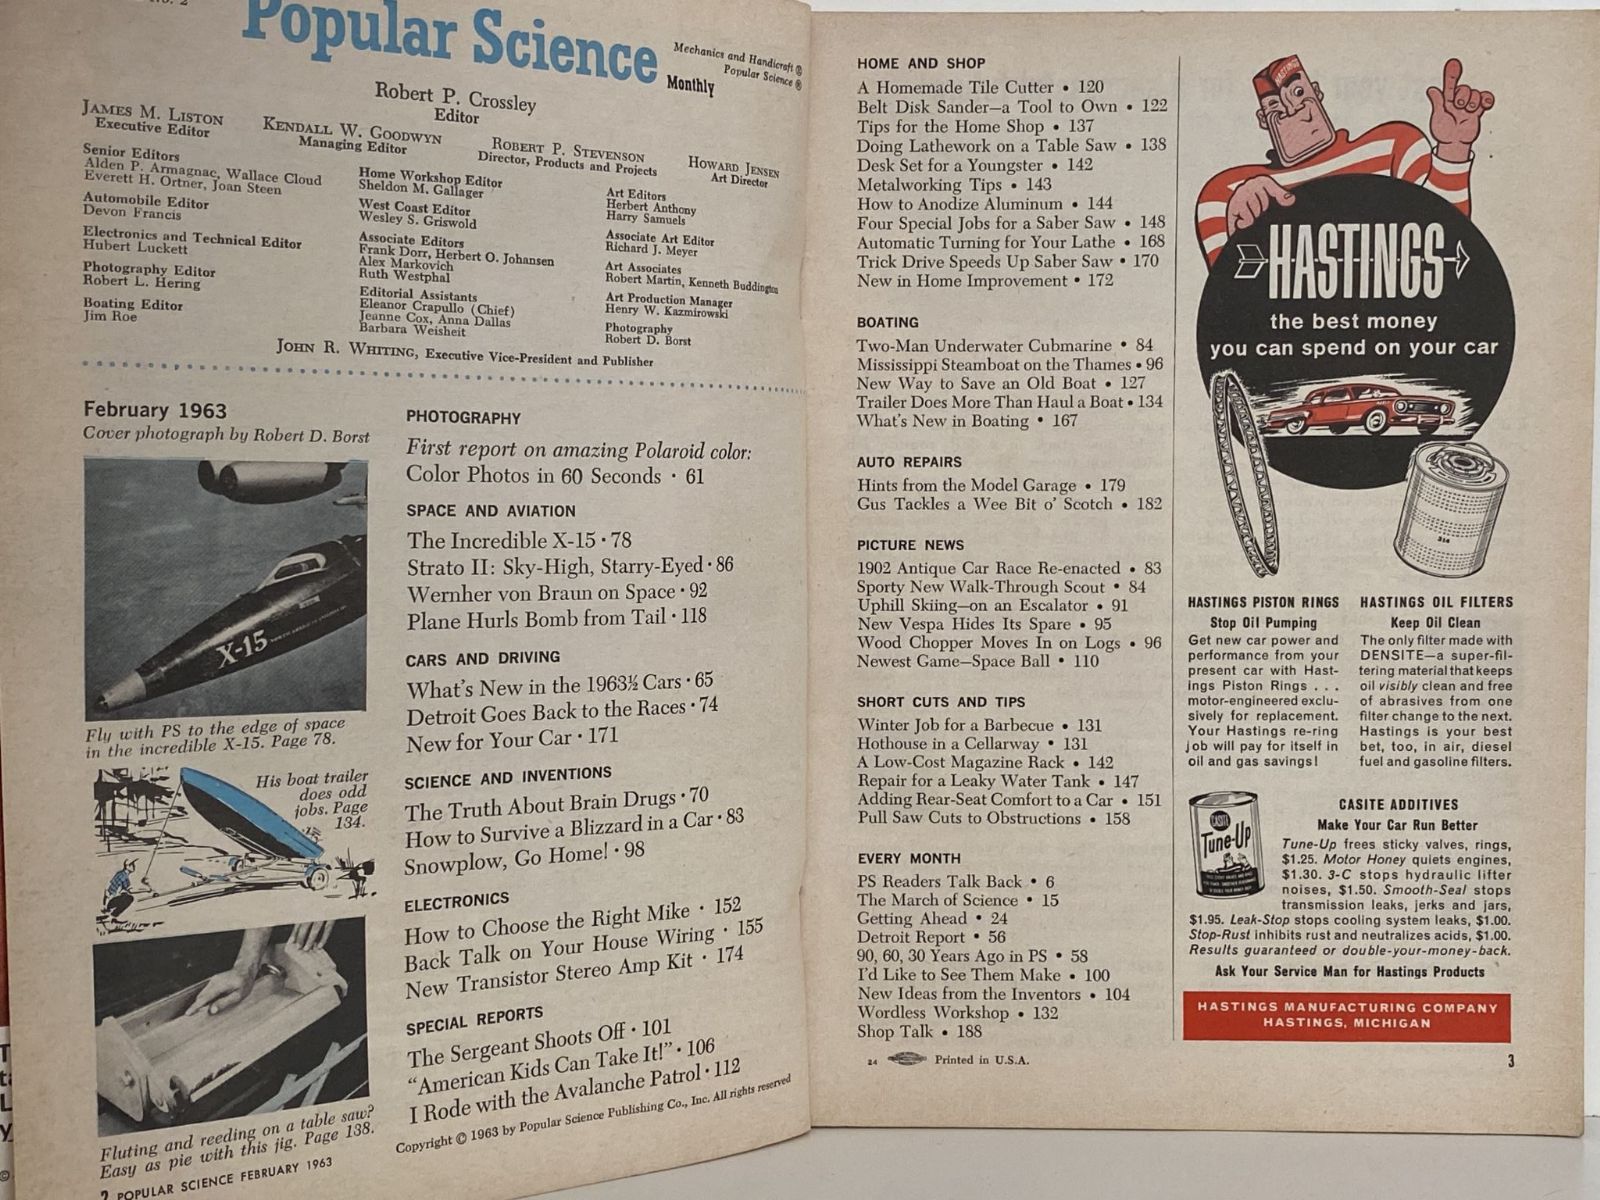 No. 2
Popular Science
Monthly
Mechanics and Handicraft ®
Popular Science ®
Robert P. Crossley
Editor
JAMES M. LISTON
Executive Editor
KENDALL W. GOODWYN
Managing Editor
ROBERT P. STEVENSON
Director, Products and Projects
HOWARD JENSEN
Art Director
Senior Editors
Alden P. Armagnac, Wallace Cloud
Everett H. Ortner, Joan Steen
Automobile Editor
Devon Francis
Electronics and Technical Editor
Hubert Luckett
Photography Editor
Robert L. Hering
Boating Editor
Jim Roe
Home Workshop Editor
Sheldon M. Gallager
West Coast Editor
Wesley S. Griswold
Associate Editors
Frank Dorr, Herbert O. Johansen
Alex Markovich
Ruth Westphal
Editorial Assistants
Eleanor Crapullo (Chief)
Jeanne Cox, Anna Dallas
Barbara Weisheit
Art Editors
Herbert Anthony
Harry Samuels
Associate Art Editor
Richard J. Meyer
Art Associates
Robert Martin, Kenneth Buddington
Art Production Manager
Henry W. Kazmirowski
Photography
Robert D. Borst
JOHN R. WHITING, Executive Vice-President and Publisher
February 1963
Cover photograph by Robert D. Borst
X-15
Fly with PS to the edge of space
in the incredible X-15. Page 78.
His boat trailer
does odd
jobs. Page
134.
Fluting and reeding on a table saw?
Easy as pie with this jig. Page 138.
2 POPULAR SCIENCE FEBRUARY 1963
PHOTOGRAPHY
First report on amazing Polaroid color:
Color Photos in 60 Seconds · 61
SPACE AND AVIATION
The Incredible X-15 · 78
Strato II: Sky-High, Starry-Eyed · 86
Wernher von Braun on Space · 92
Plane Hurls Bomb from Tail · 118
CARS AND DRIVING
What's New in the 1963½ Cars · 65
Detroit Goes Back to the Races · 74
New for Your Car · 171
SCIENCE AND INVENTIONS
The Truth About Brain Drugs · 70
How to Survive a Blizzard in a Car · 83
Snowplow, Go Home! · 98
ELECTRONICS
How to Choose the Right Mike · 152
Back Talk on Your House Wiring · 155
New Transistor Stereo Amp Kit · 174
SPECIAL REPORTS
The Sergeant Shoots Off · 101
"American Kids Can Take It!" · 106
I Rode with the Avalanche Patrol · 112
Copyright © 1963 by Popular Science Publishing Co., Inc. All rights reserved
HOME AND SHOP
A Homemade Tile Cutter • 120
Belt Disk Sander—a Tool to Own • 122
Tips for the Home Shop • 137
Doing Lathework on a Table Saw • 138
Desk Set for a Youngster • 142
Metalworking Tips • 143
How to Anodize Aluminum • 144
Four Special Jobs for a Saber Saw • 148
Automatic Turning for Your Lathe • 168
Trick Drive Speeds Up Saber Saw • 170
New in Home Improvement • 172
BOATING
Two-Man Underwater Cubmarine • 84
Mississippi Steamboat on the Thames • 96
New Way to Save an Old Boat • 127
Trailer Does More Than Haul a Boat • 134
What's New in Boating • 167
AUTO REPAIRS
Hints from the Model Garage • 179
Gus Tackles a Wee Bit o' Scotch • 182
PICTURE NEWS
1902 Antique Car Race Re-enacted • 83
Sporty New Walk-Through Scout • 84
Uphill Skiing—on an Escalator • 91
New Vespa Hides Its Spare • 95
Wood Chopper Moves In on Logs • 96
Newest Game—Space Ball • 110
SHORT CUTS AND TIPS
Winter Job for a Barbecue • 131
Hothouse in a Cellarway • 131
A Low-Cost Magazine Rack • 142
Repair for a Leaky Water Tank • 147
Adding Rear-Seat Comfort to a Car • 151
Pull Saw Cuts to Obstructions • 158
EVERY MONTH
PS Readers Talk Back • 6
The March of Science • 15
Getting Ahead • 24
Detroit Report • 56
90, 60, 30 Years Ago in PS • 58
I'd Like to See Them Make • 100
New Ideas from the Inventors • 104
Wordless Workshop • 132
Shop Talk • 188
24 Printed in U.S.A.
HASTINGS
HASTINGS
the best money
you can spend on your car
314
HASTINGS PISTON RINGS
Stop Oil Pumping
Get new car power and
performance from your
present car with Hast-
ings Piston Rings . . .
motor-engineered exclu-
sively for replacement.
Your Hastings re-ring
job will pay for itself in
oil and gas savings!
HASTINGS OIL FILTERS
Keep Oil Clean
The only filter made with
DENSITE—a super-fil-
tering material that keeps
oil visibly clean and free
of abrasives from one
filter change to the next.
Hastings is your best
bet, too, in air, diesel
fuel and gasoline filters.
CASITE
Tune-Up
CASITE ADDITIVES
Make Your Car Run Better
Tune-Up frees sticky valves, rings,
$1.25. Motor Honey quiets engines,
$1.30. 3-C stops hydraulic lifter
noises, $1.50. Smooth-Seal stops
transmission leaks, jerks and jars,
$1.95. Leak-Stop stops cooling system leaks, $1.00.
Stop-Rust inhibits rust and neutralizes acids, $1.00.
Results guaranteed or double-your-money-back.
Ask Your Service Man for Hastings Products
HASTINGS MANUFACTURING COMPANY
HASTINGS, MICHIGAN
3